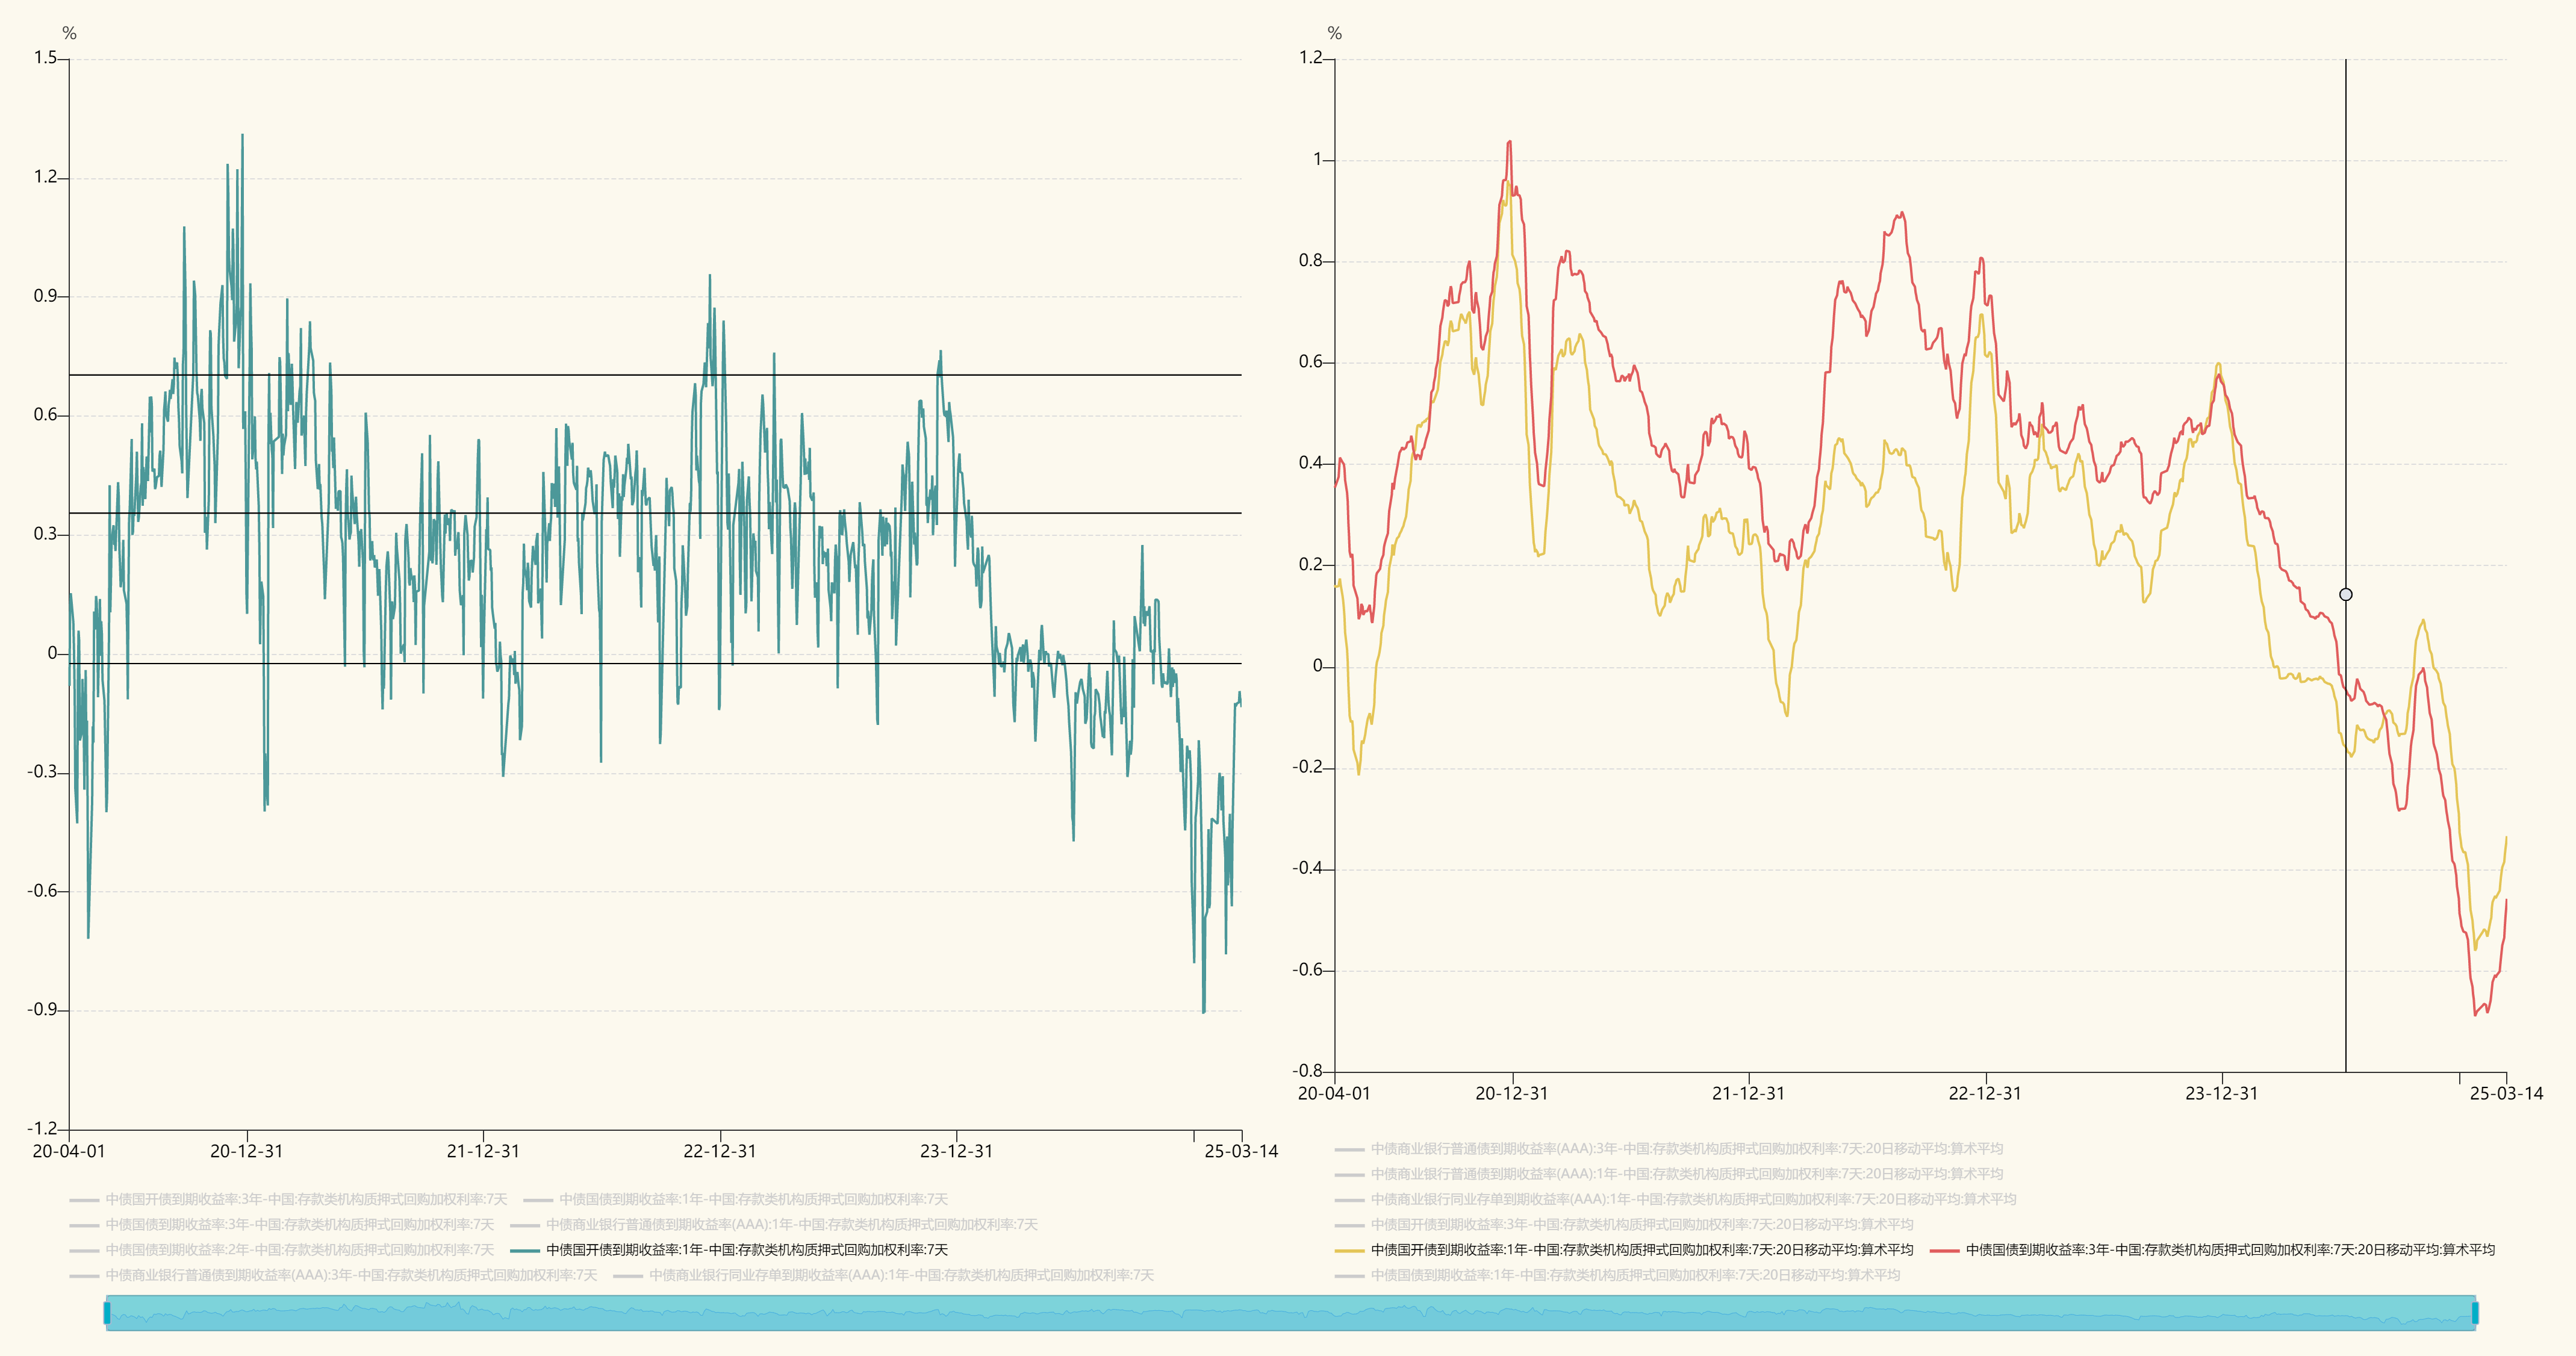 %
1.5
1.2
0.9
0.6
0.3
0
-0.3
-0.6
-0.9
-1.2
20-04-01 20-12-31 21-12-31 22-12-31 23-12-31 25-03-14
中债国开债到期收益率:3年-中国:存款类机构质押式回购加权利率:7天 中债国债到期收益率:1年-中国:存款类机构质押式回购加权利率:7天
中债国债到期收益率:3年-中国:存款类机构质押式回购加权利率:7天 中债商业银行普通债到期收益率(AAA):1年-中国:存款类机构质押式回购加权利率:7天
中债国债到期收益率:2年-中国:存款类机构质押式回购加权利率:7天 中债国开债到期收益率:1年-中国:存款类机构质押式回购加权利率:7天
中债商业银行普通债到期收益率(AAA):3年-中国:存款类机构质押式回购加权利率:7天 中债商业银行同业存单到期收益率(AAA):1年-中国:存款类机构质押式回购加权利率:7天
%
1.2
1
0.8
0.6
0.4
0.2
0
-0.2
-0.4
-0.6
-0.8
20-04-01 20-12-31 21-12-31 22-12-31 23-12-31 25-03-14
中债商业银行普通债到期收益率(AAA):3年-中国:存款类机构质押式回购加权利率:7天:20日移动平均:算术平均
中债商业银行普通债到期收益率(AAA):1年-中国:存款类机构质押式回购加权利率:7天:20日移动平均:算术平均
中债商业银行同业存单到期收益率(AAA):1年-中国:存款类机构质押式回购加权利率:7天:20日移动平均:算术平均
中债国开债到期收益率:3年-中国:存款类机构质押式回购加权利率:7天:20日移动平均:算术平均
中债国开债到期收益率:1年-中国:存款类机构质押式回购加权利率:7天:20日移动平均:算术平均 中债国债到期收益率:3年-中国:存款类机构质押式回购加权利率:7天:20日移动平均:算术平均
中债国债到期收益率:1年-中国:存款类机构质押式回购加权利率:7天:20日移动平均:算术平均